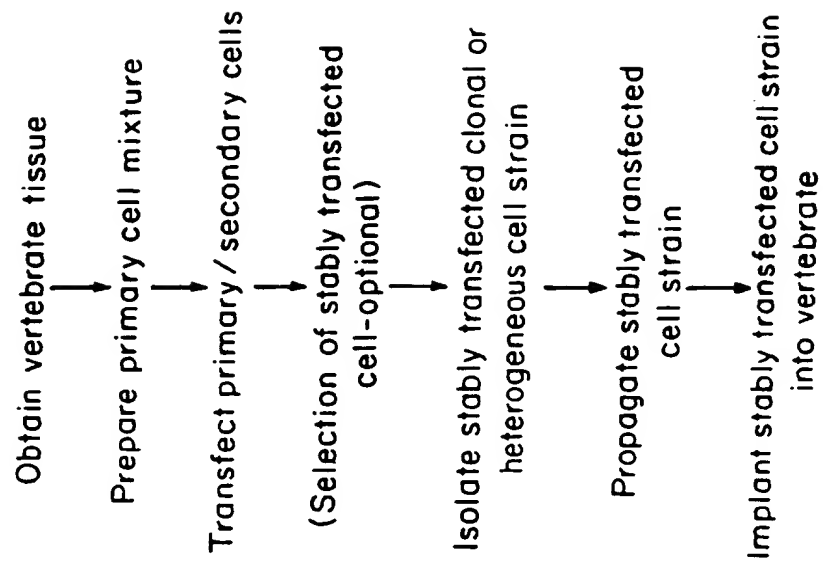 Obtain vertebrate tissue
Prepare primary cell mixture
Transfect primary/secondary cells
(Selection of stably transfected
cell-optional)
Isolate stably transfected clonal or
heterogeneous cell strain
Propagate stably transfected
cell strain
Implant stably transfected cell strain
into vertebrate